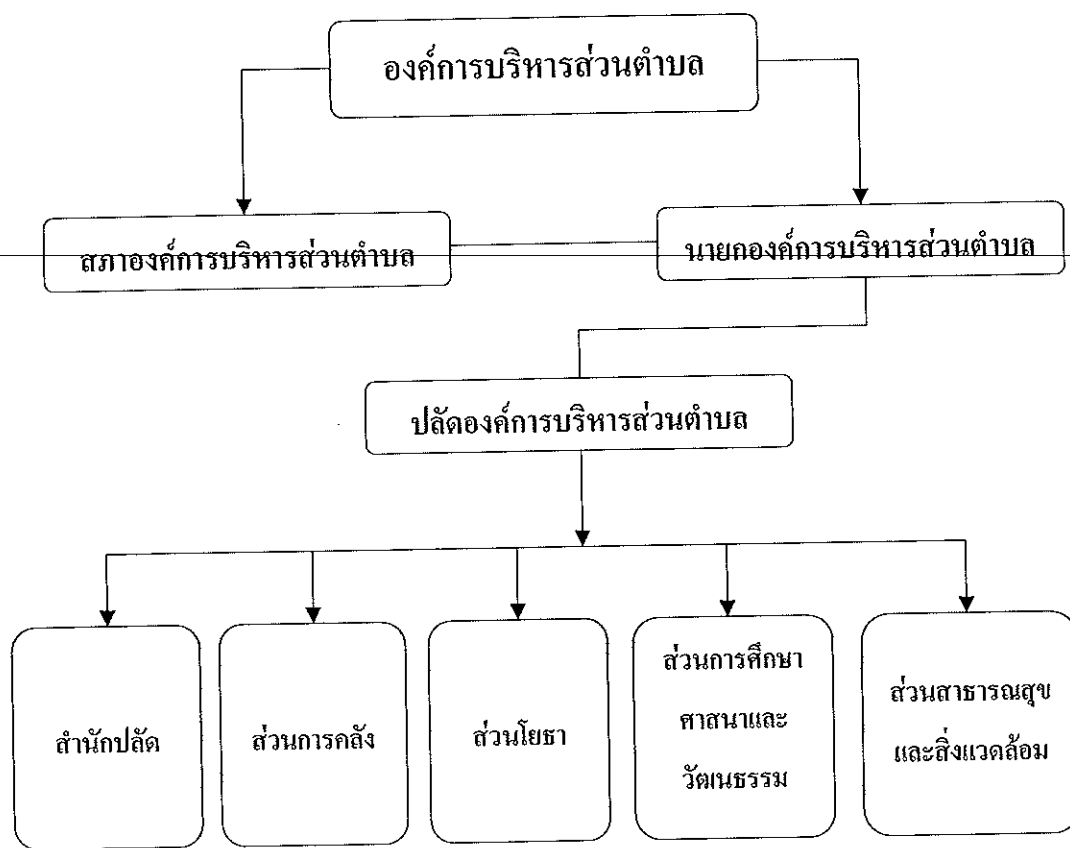 องค์การบริหารส่วนตำบล
สภาองค์การบริหารส่วนตำบล
นายกองค์การบริหารส่วนตำบล
ปลัดองค์การบริหารส่วนตำบล
สำนักปลัด
ส่วนการคลัง
ส่วนโยธา
ส่วนการศึกษา
ศาสนาและ
วัฒนธรรม
ส่วนสาธารณสุข
และสิ่งแวดล้อม